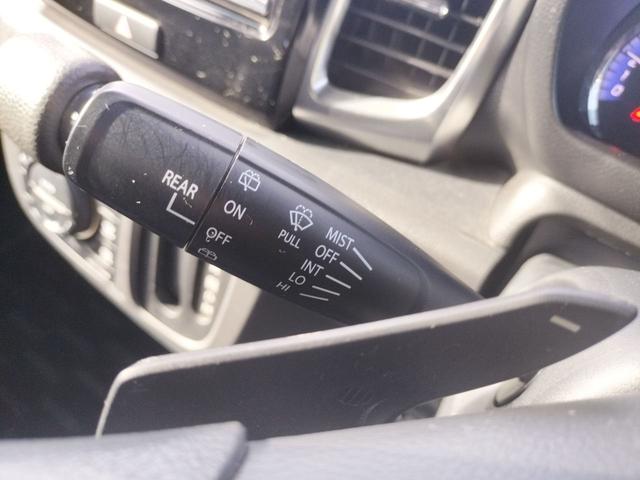 REAR
ON
OFF
PULL
MIST
OFF
INT
LO
HI